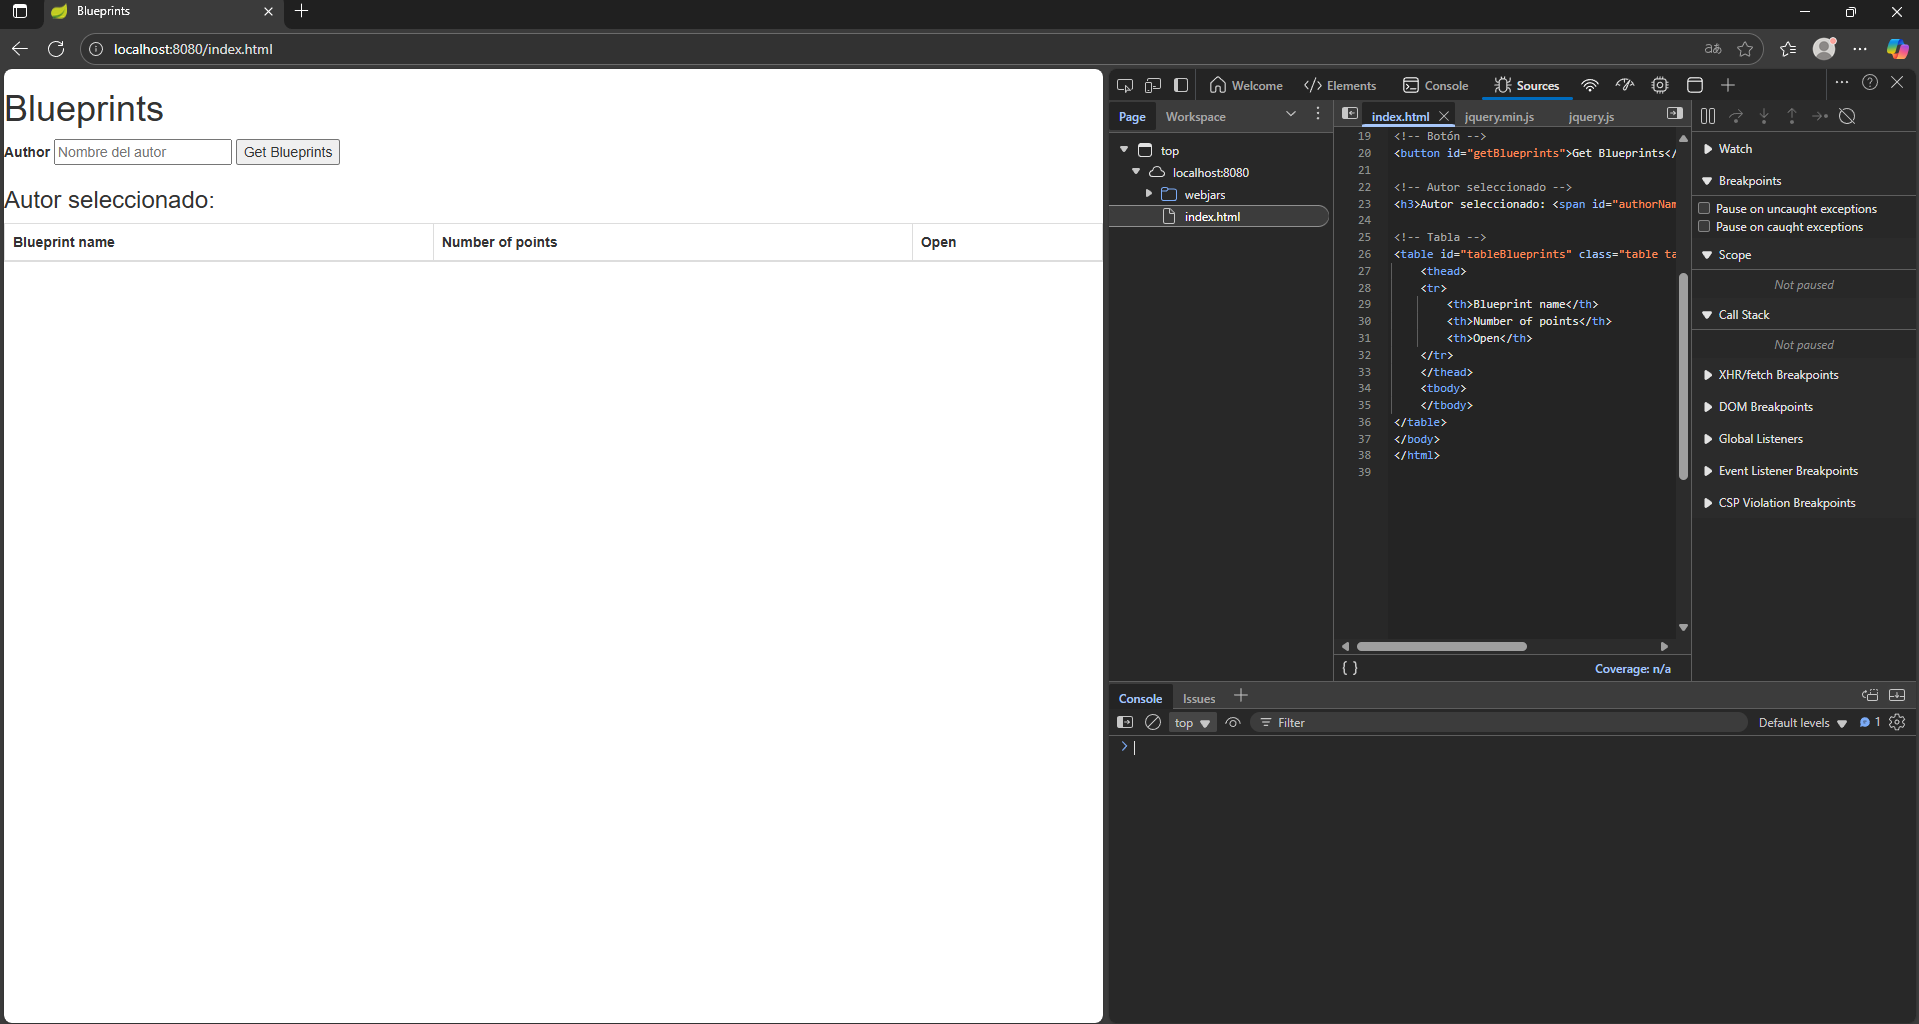 Blueprints
localhost:8080/index.html
Blueprints
Author Nombre del autor Get Blueprints
Autor seleccionado:
Blueprint name Number of points Open
Welcome Elements Console Sources
Page Workspace
top
localhost:8080
webjars
index.html
index.html jquery.min.js jquery.js
19 <!-- Botón -->
20 <button id="getBlueprints">Get Blueprints</
21
22 <!-- Autor seleccionado -->
23 <h3>Autor seleccionado: <span id="authorNam
24
25 <!-- Tabla -->
26 <table id="tableBlueprints" class="table ta
27 <thead>
28 <tr>
29 <th>Blueprint name</th>
30 <th>Number of points</th>
31 <th>Open</th>
32 </tr>
33 </thead>
34 <tbody>
35 </tbody>
36 </table>
37 </body>
38 </html>
39
{ } Coverage: n/a
Watch
Breakpoints
Pause on uncaught exceptions
Pause on caught exceptions
Scope
Not paused
Call Stack
Not paused
XHR/fetch Breakpoints
DOM Breakpoints
Global Listeners
Event Listener Breakpoints
CSP Violation Breakpoints
Console Issues
top Filter Default levels 1